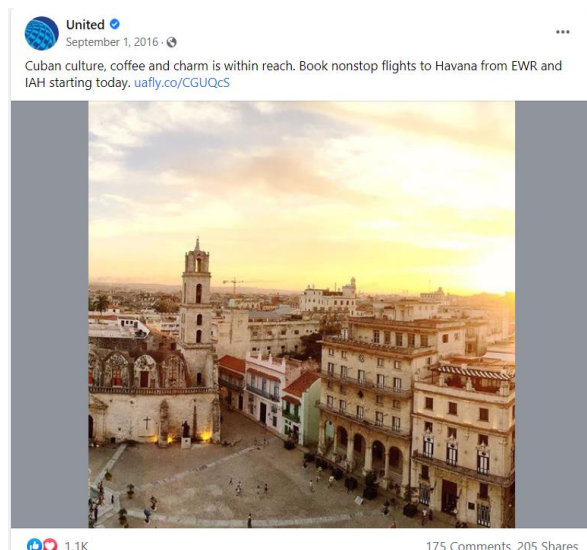 United
September 1, 2016 ·
Cuban culture, coffee and charm is within reach. Book nonstop flights to Havana from EWR and
IAH starting today. uafly.co/CGUQcS
1.1K
175 Comments 205 Shares